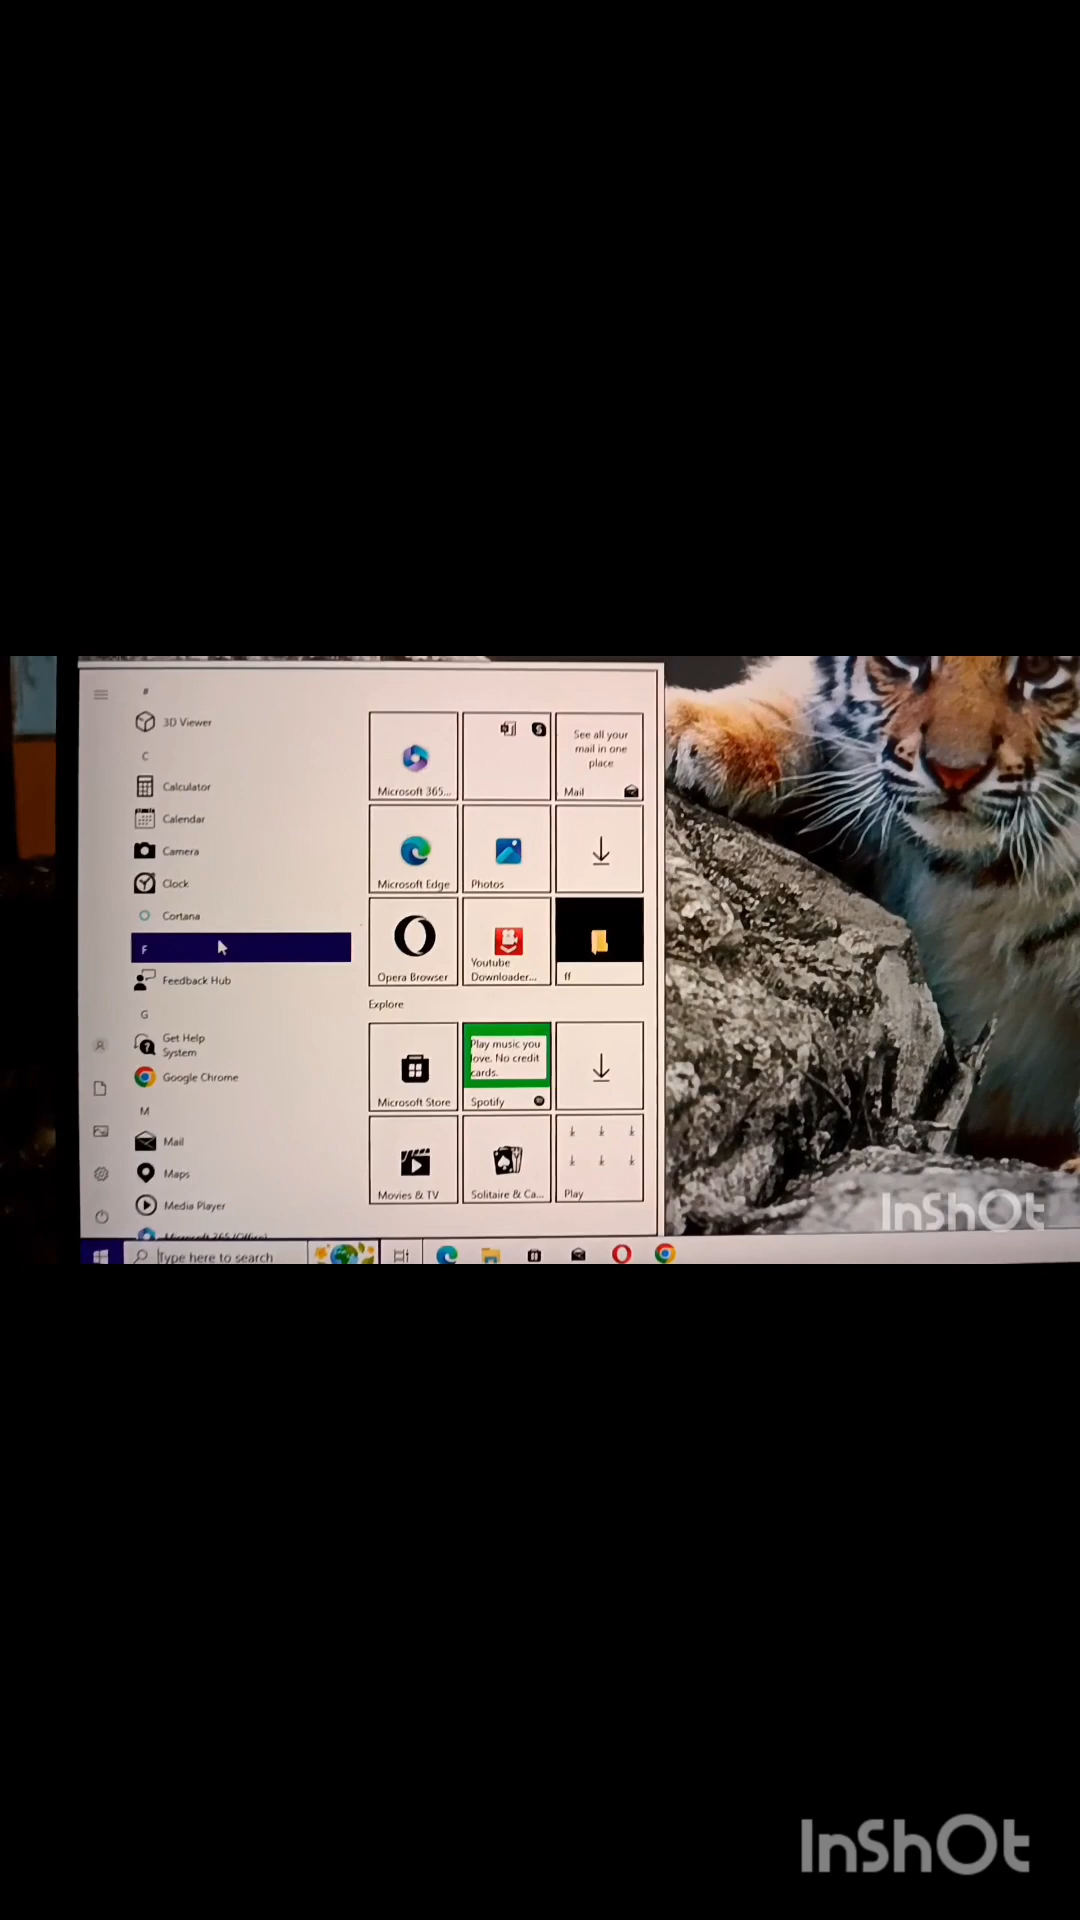 #
3D Viewer
C
Calculator
Calendar
Camera
Clock
Cortana
F
Feedback Hub
G
Get Help
System
Google Chrome
M
Mail
Maps
Media Player
Microsoft 365 (Office)
Microsoft 365...
See all your
mail in one
place
Mail
Microsoft Edge
Photos
Opera Browser
Youtube
Downloader...
ff
Explore
Microsoft Store
Play music you
love. No credit
cards.
Spotify
Movies & TV
Solitaire & Ca...
Play
Type here to search
InShOt
InShOt